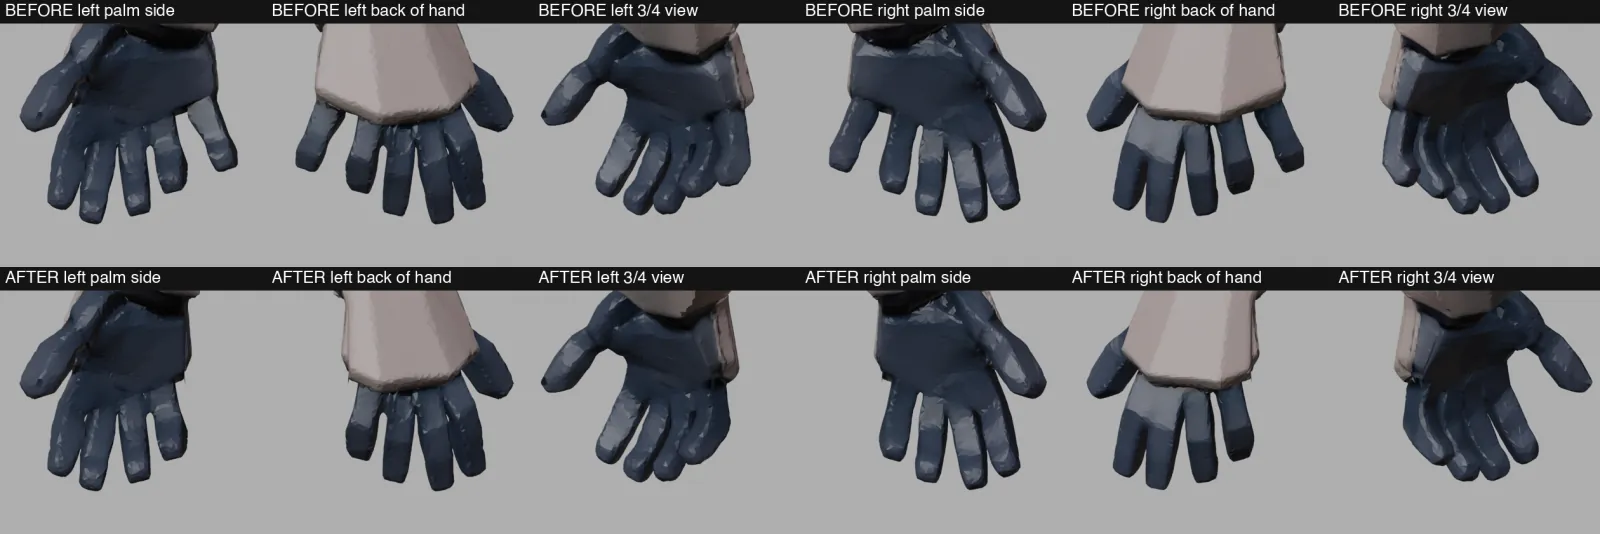 BEFORE left palm side
BEFORE left back of hand
BEFORE left 3/4 view
BEFORE right palm side
BEFORE right back of hand
BEFORE right 3/4 view
AFTER left palm side
AFTER left back of hand
AFTER left 3/4 view
AFTER right palm side
AFTER right back of hand
AFTER right 3/4 view